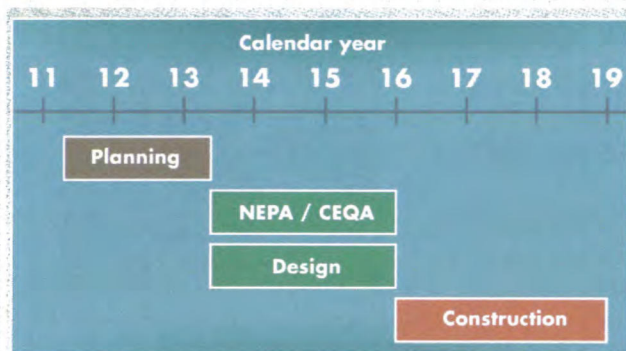 Calendar year
11 12 13 14 15 16 17 18 19
Planning
NEPA / CEQA
Design
Construction